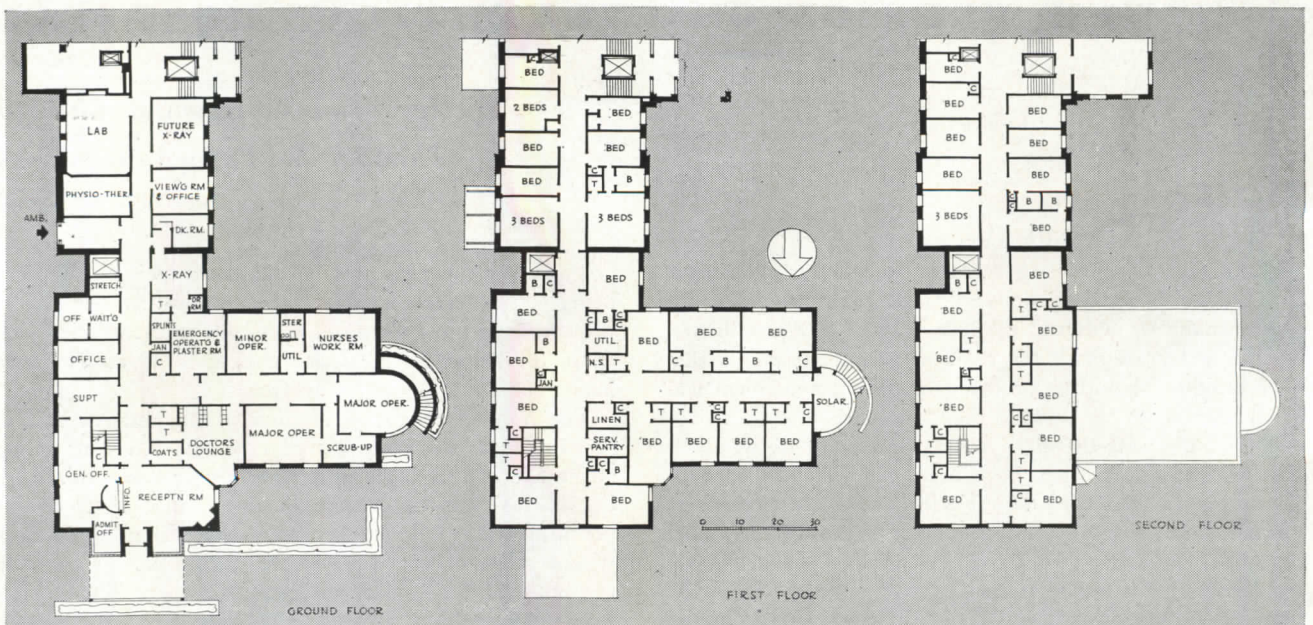 LAB
FUTURE
X-RAY
PHYSIO-THER
VIEW'G RM
& OFFICE
AMB.
DK. RM.
X-RAY
STRETCH
T
DR
RM
OFF
WAIT'G
SPLINTS
EMERGENCY
OPERAT'G &
PLASTER RM
JAN
C
MINOR
OPER.
STER
UTIL
NURSES
WORK RM
OFFICE
SUPT
MAJOR OPER.
T
T
COATS
C
DOCTORS
LOUNGE
MAJOR OPER
SCRUB-UP
GEN. OFF.
INFO.
RECEPT'N RM
ADMIT
OFF
GROUND FLOOR
BED
2 BEDS
BED
BED
BED
BED
C
T
B
3 BEDS
3 BEDS
B
C
BED
BED
C
B
C
C
UTIL.
BED
BED
BED
BED
B
N.S.
T
C
B
B
C
C
JAN
SOLAR.
BED
LINEN
C
T
T
C
C
T
T
C
SERV.
PANTRY
BED
BED
BED
BED
C
T
T
C
C
C
B
BED
BED
0 10 20 30
FIRST FLOOR
BED
C
BED
BED
BED
BED
BED
BED
C
C
B
B
3 BEDS
BED
B
C
BED
BED
T
C
C
BED
T
BED
T
C
T
T
BED
BED
C
C
C
T
BED
T
T
C
T
C
BED
BED
SECOND FLOOR